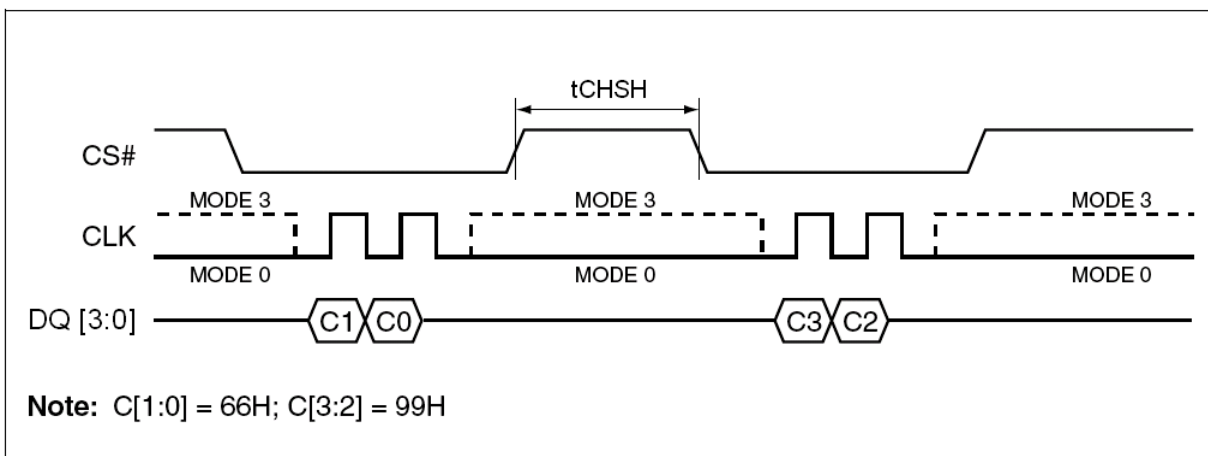 tCHSH
CS#
MODE 3 MODE 3 MODE 3
CLK
MODE 0 MODE 0 MODE 0
DQ [3:0] C1 C0 C3 C2
Note: C[1:0] = 66H; C[3:2] = 99H